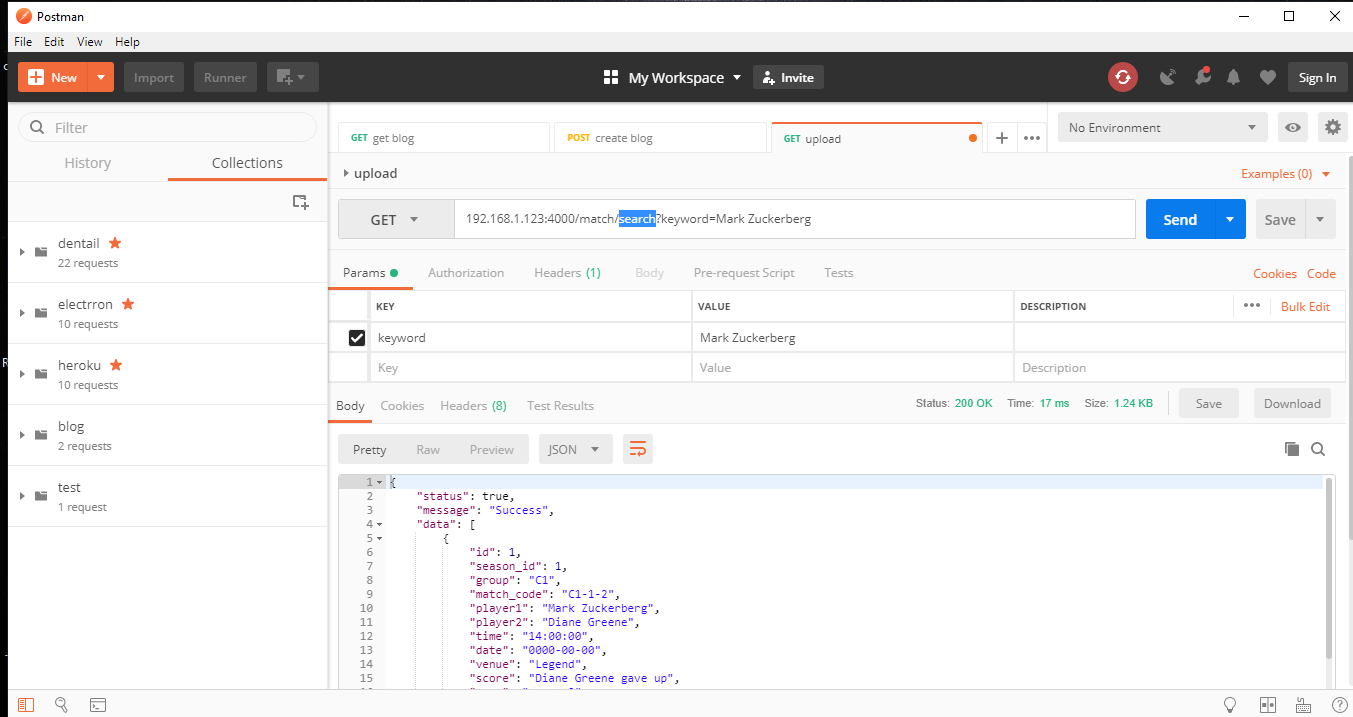 Postman
File Edit View Help
New Import Runner My Workspace Invite Sign In
Filter
History Collections
dentail
22 requests
electrron
10 requests
heroku
10 requests
blog
2 requests
test
1 request
GET get blog POST create blog GET upload No Environment
upload Examples (0)
GET 192.168.1.123:4000/match/search?keyword=Mark Zuckerberg Send Save
Params Authorization Headers (1) Body Pre-request Script Tests Cookies Code
KEY VALUE DESCRIPTION Bulk Edit
keyword Mark Zuckerberg
Key Value Description
Body Cookies Headers (8) Test Results Status: 200 OK Time: 17 ms Size: 1.24 KB Save Download
Pretty Raw Preview JSON
1 {
2 "status": true,
3 "message": "Success",
4 "data": [
5 {
6 "id": 1,
7 "season_id": 1,
8 "group": "C1",
9 "match_code": "C1-1-2",
10 "player1": "Mark Zuckerberg",
11 "player2": "Diane Greene",
12 "time": "14:00:00",
13 "date": "0000-00-00",
14 "venue": "Legend",
15 "score": "Diane Greene gave up",